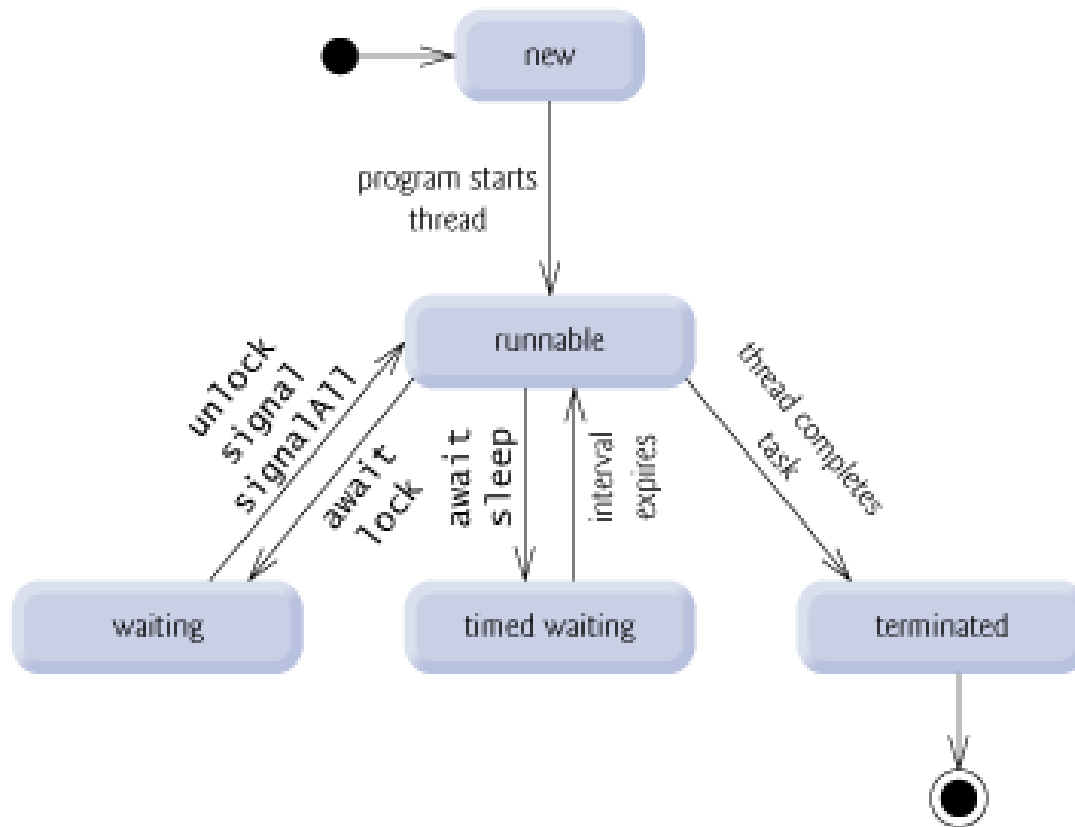 new
program starts
thread
runnable
unlock
signal
signalAll
await
lock
await
sleep
interval
expires
thread completes
task
waiting
timed waiting
terminated